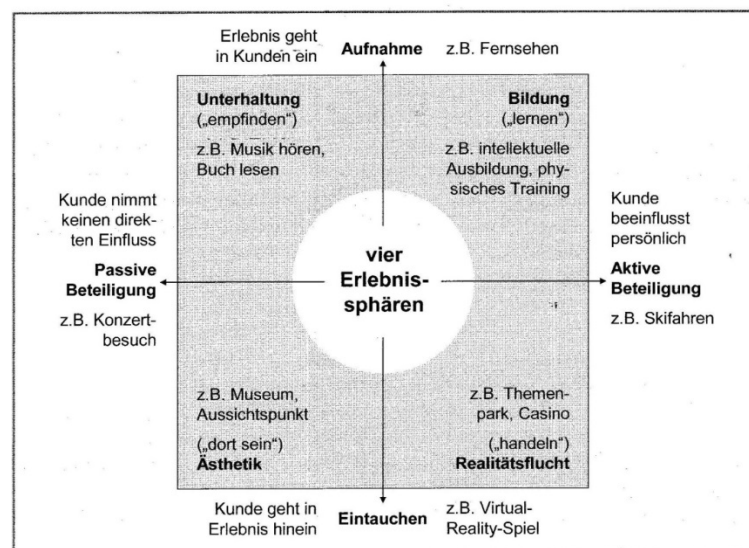 Erlebnis geht
in Kunden ein
Aufnahme
z.B. Fernsehen
Unterhaltung
(„empfinden“)
z.B. Musik hören,
Buch lesen
Bildung
(„lernen“)
z.B. intellektuelle
Ausbildung, phy-
sisches Training
Kunde nimmt
keinen direk-
ten Einfluss
Passive
Beteiligung
z.B. Konzert-
besuch
vier
Erlebnis-
sphären
Kunde
beeinflusst
persönlich
Aktive
Beteiligung
z.B. Skifahren
z.B. Museum,
Aussichtspunkt
(„dort sein“)
Ästhetik
z.B. Themen-
park, Casino
(„handeln“)
Realitätsflucht
Kunde geht in
Erlebnis hinein
Eintauchen
z.B. Virtual-
Reality-Spiel